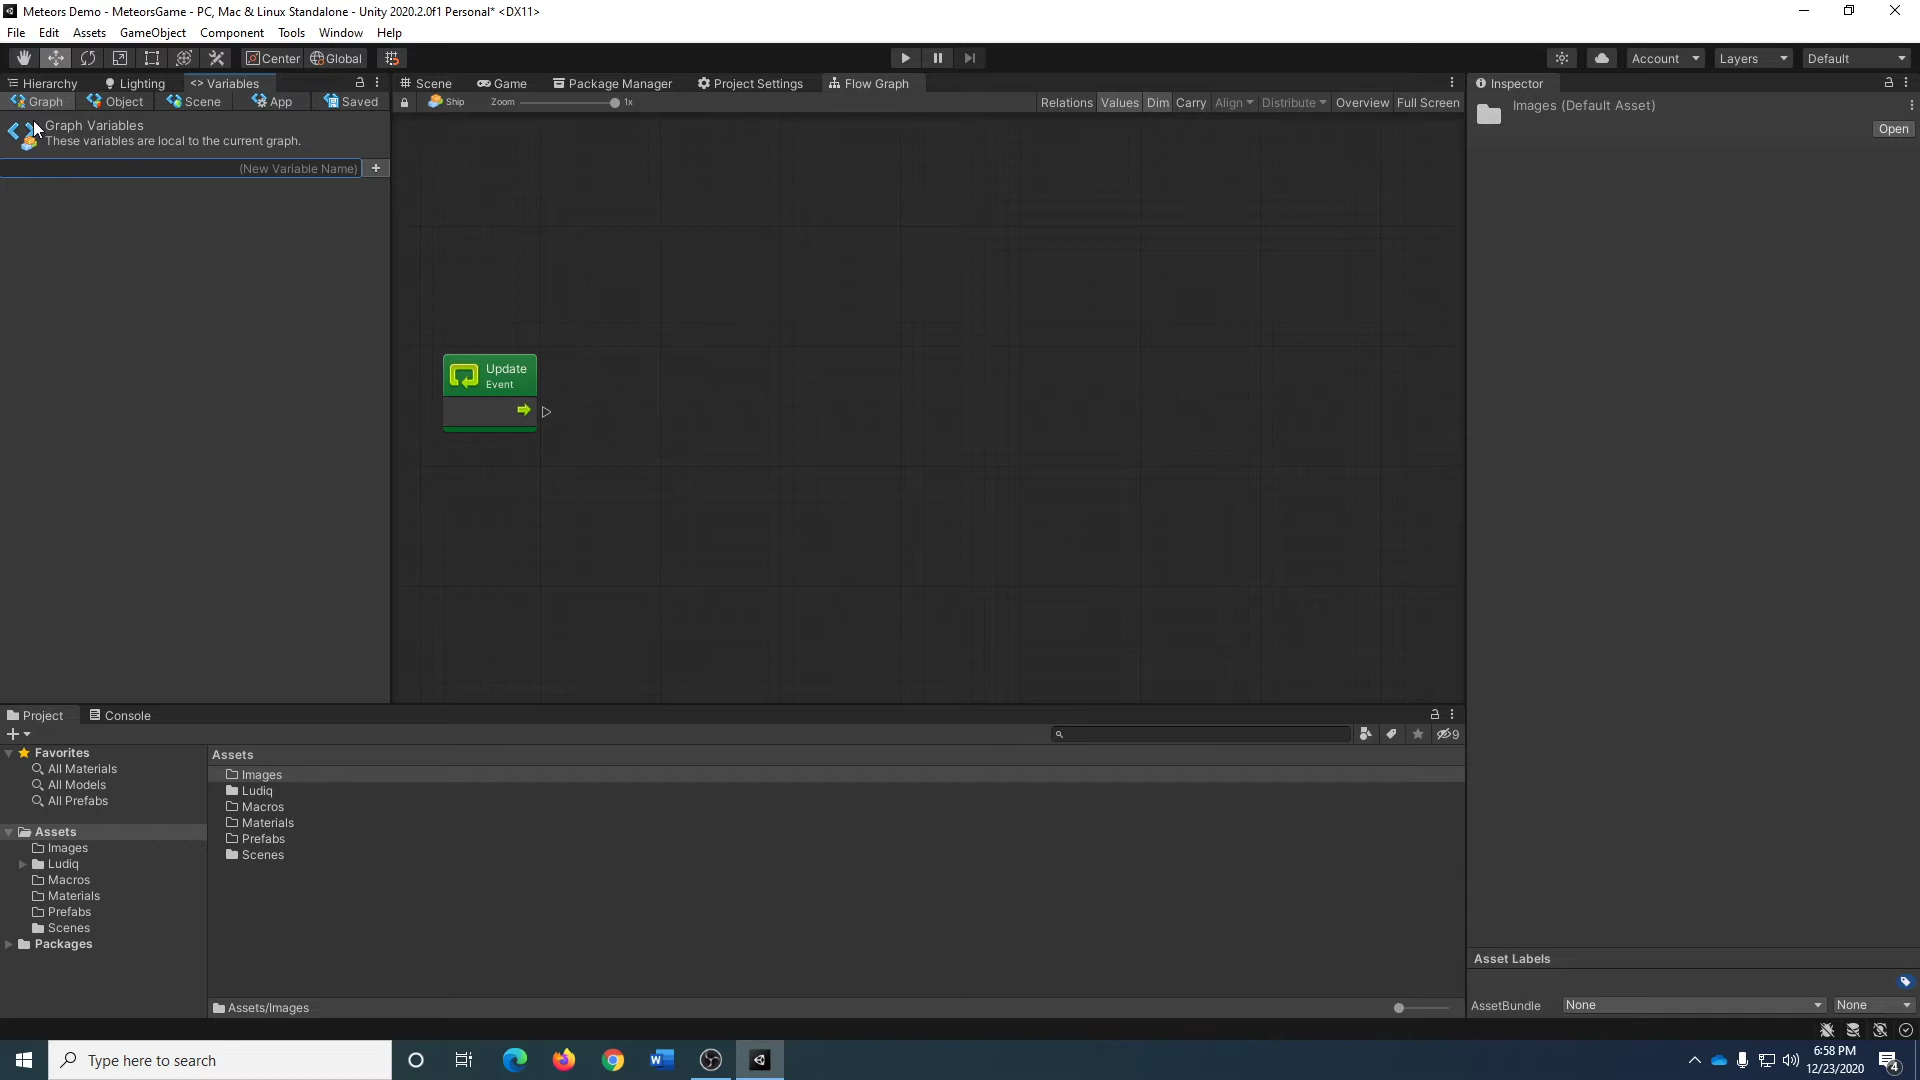 Meteors Demo - MeteorsGame - PC, Mac & Linux Standalone - Unity 2020.2.0f1 Personal* <DX11>
File Edit Assets GameObject Component Tools Window Help
Center Global Account Layers Default
Hierarchy Lighting <> Variables Scene Game Package Manager Project Settings Flow Graph Inspector
Graph Object Scene App Saved Ship Zoom 1x Relations Values Dim Carry Align Distribute Overview Full Screen
Images (Default Asset)
Open
Graph Variables
These variables are local to the current graph.
(New Variable Name) +
Update
Event
Project Console
9
Favorites
All Materials
All Models
All Prefabs
Assets
Images
Ludiq
Macros
Materials
Prefabs
Scenes
Packages
Assets
Images
Ludiq
Macros
Materials
Prefabs
Scenes
Assets/Images
Asset Labels
AssetBundle None None
Type here to search
6:58 PM
12/23/2020
4